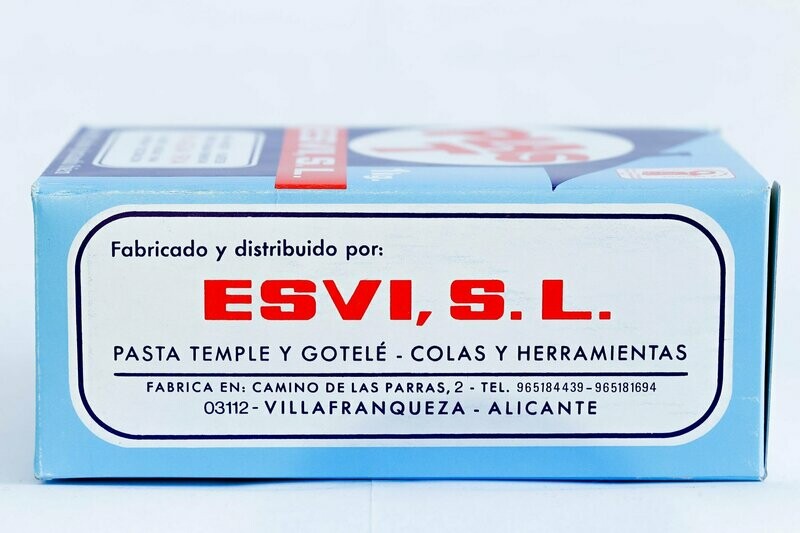 ESVI, S.L.
Fabricado y distribuido por:
ESVI, S. L.
PASTA TEMPLE Y GOTELÉ - COLAS Y HERRAMIENTAS
FABRICA EN: CAMINO DE LAS PARRAS, 2 - TEL. 965184439-965181694
03112- VILLAFRANQUEZA - ALICANTE